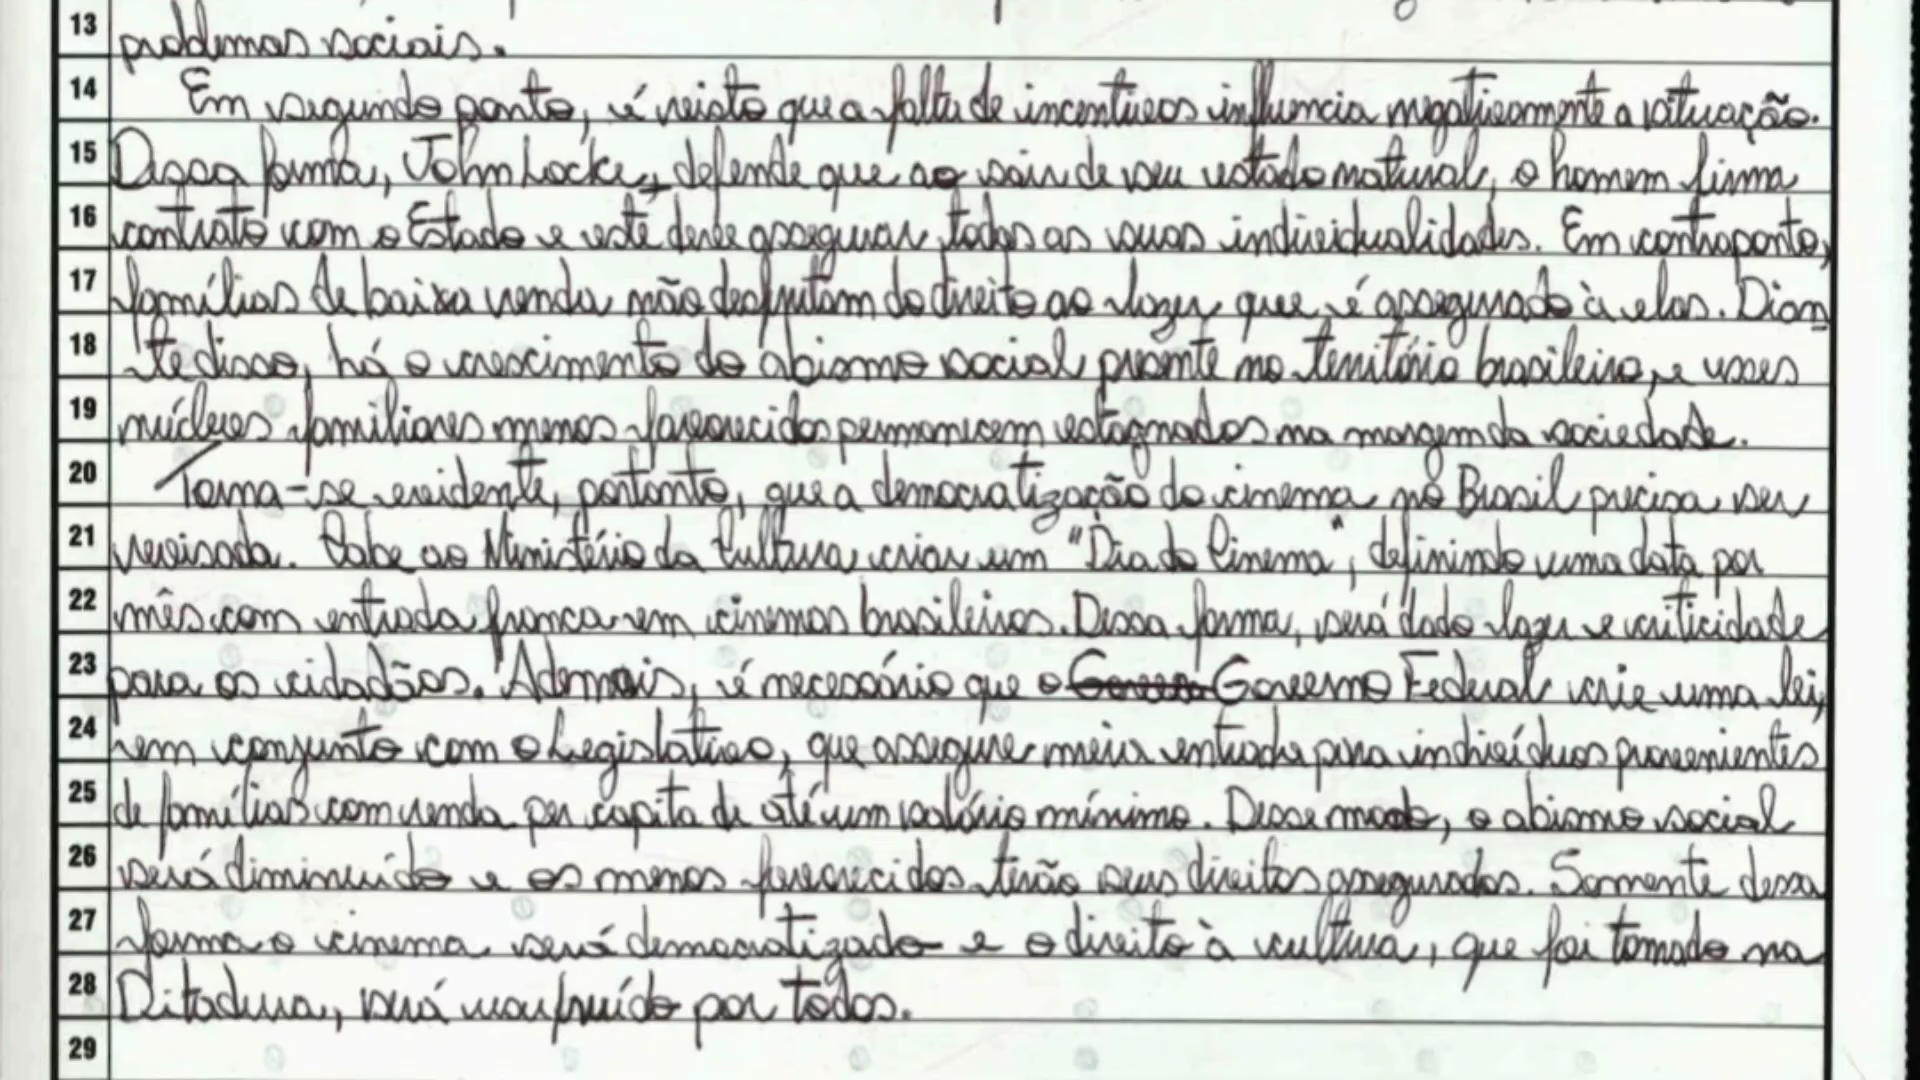 13 problemas sociais.
14 Em segundo ponto, é visto que a falta de incentivos influencia negativamente a situação.
15 Dessa forma, John Locke, defende que ao sair de seu estado natural, o homem firma
16 contrato com o Estado e este deve assegurar todas as suas individualidades. Em contraponto,
17 famílias de baixa renda não desfrutam do direito ao lazer que é assegurado à elas. Dian
18 te disso, há o crescimento do abismo social presente no território brasileiro, e esses
19 núcleos familiares menos favorecidos permanecem estagnados na margem da sociedade.
20 Torna-se evidente, portanto, que a democratização do cinema no Brasil precisa ser
21 revisada. Cabe ao Ministério da Cultura criar um "Dia do Cinema", definindo uma data por
22 mês com entrada franca em cinemas brasileiros. Dessa forma, será dado lazer e criticidade
23 para os cidadãos. Ademais, é necessário que o Governo Federal crie uma lei,
24 em conjunto com o Legislativo, que assegure meia entrada para indivíduos provenientes
25 de famílias com renda per capita de até um salário mínimo. Desse modo, o abismo social
26 será diminuído e os menos favorecidos terão seus direitos assegurados. Somente dessa
27 forma o cinema será democratizado e o direito à cultura, que foi tomado na
28 Ditadura, será usufruído por todos.
29